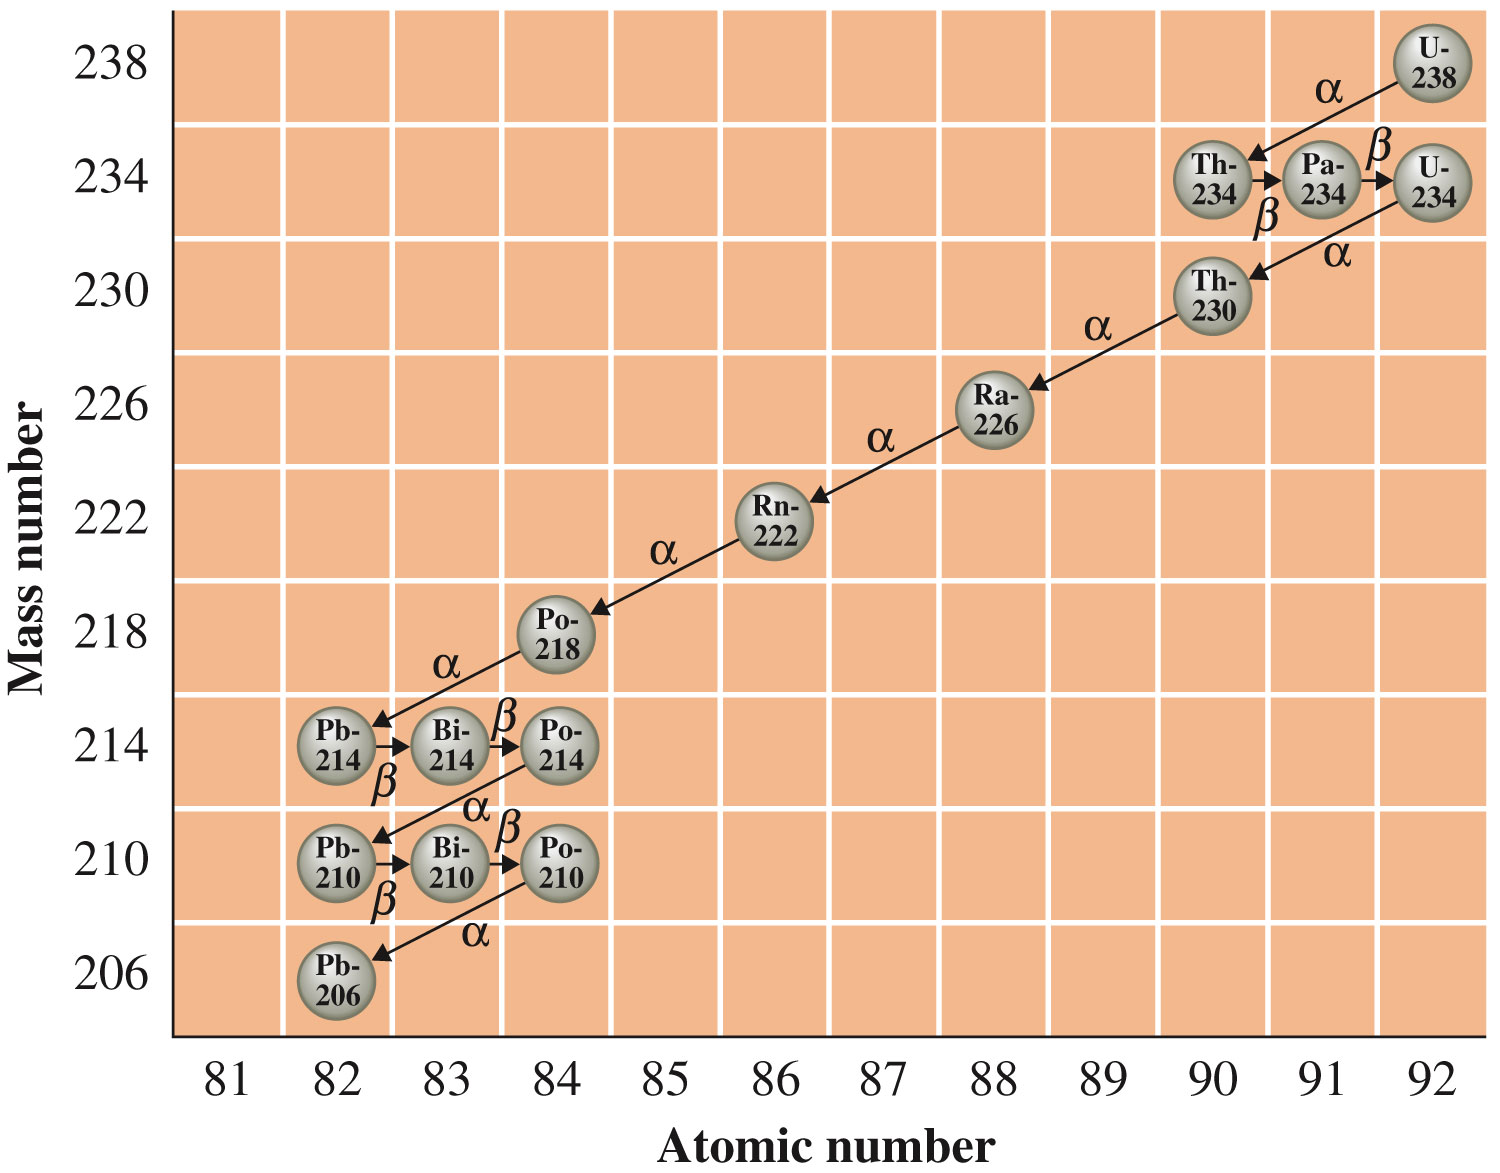 238
U-
238
α
234
Th-
234
β
Pa-
234
β
U-
234
α
230
Th-
230
α
226
Ra-
226
α
222
Rn-
222
α
218
Po-
218
α
214
Pb-
214
β
Bi-
214
β
Po-
214
α
210
Pb-
210
β
Bi-
210
β
Po-
210
α
206
Pb-
206
Mass number
81 82 83 84 85 86 87 88 89 90 91 92
Atomic number